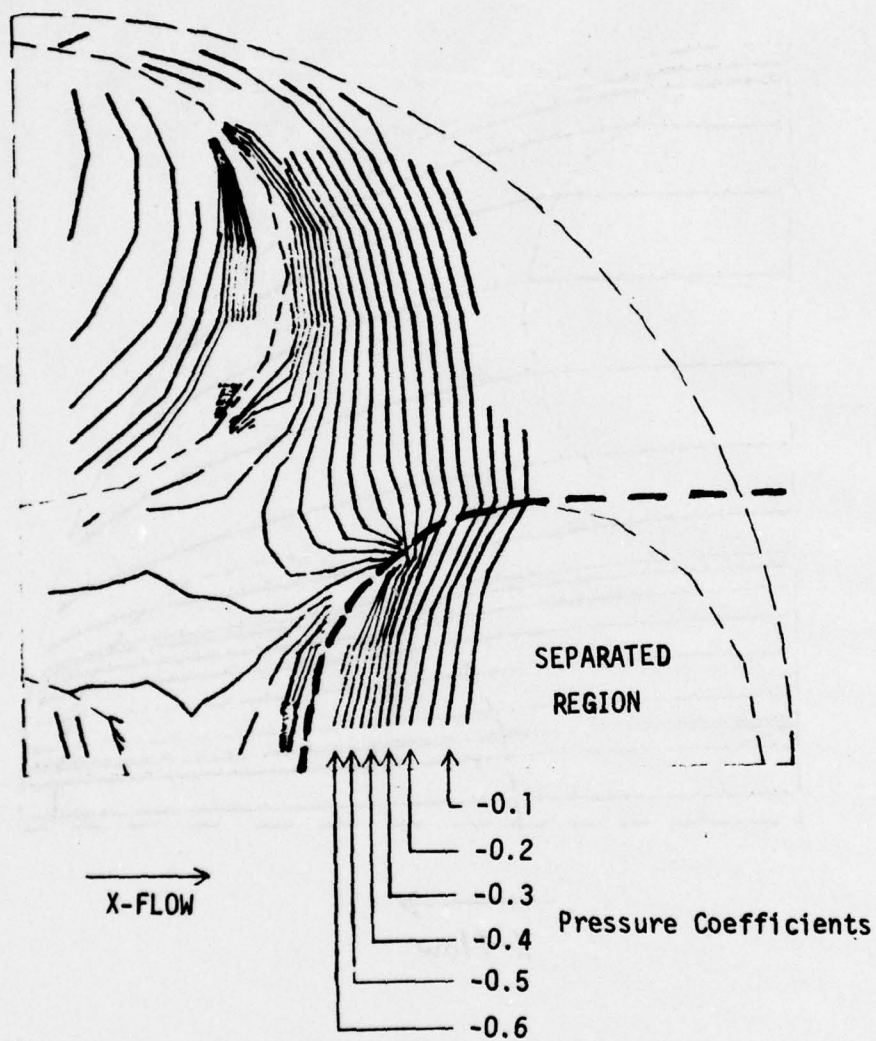 SEPARATED
REGION
-0.1
-0.2
-0.3
-0.4
-0.5
-0.6
X-FLOW
Pressure Coefficients